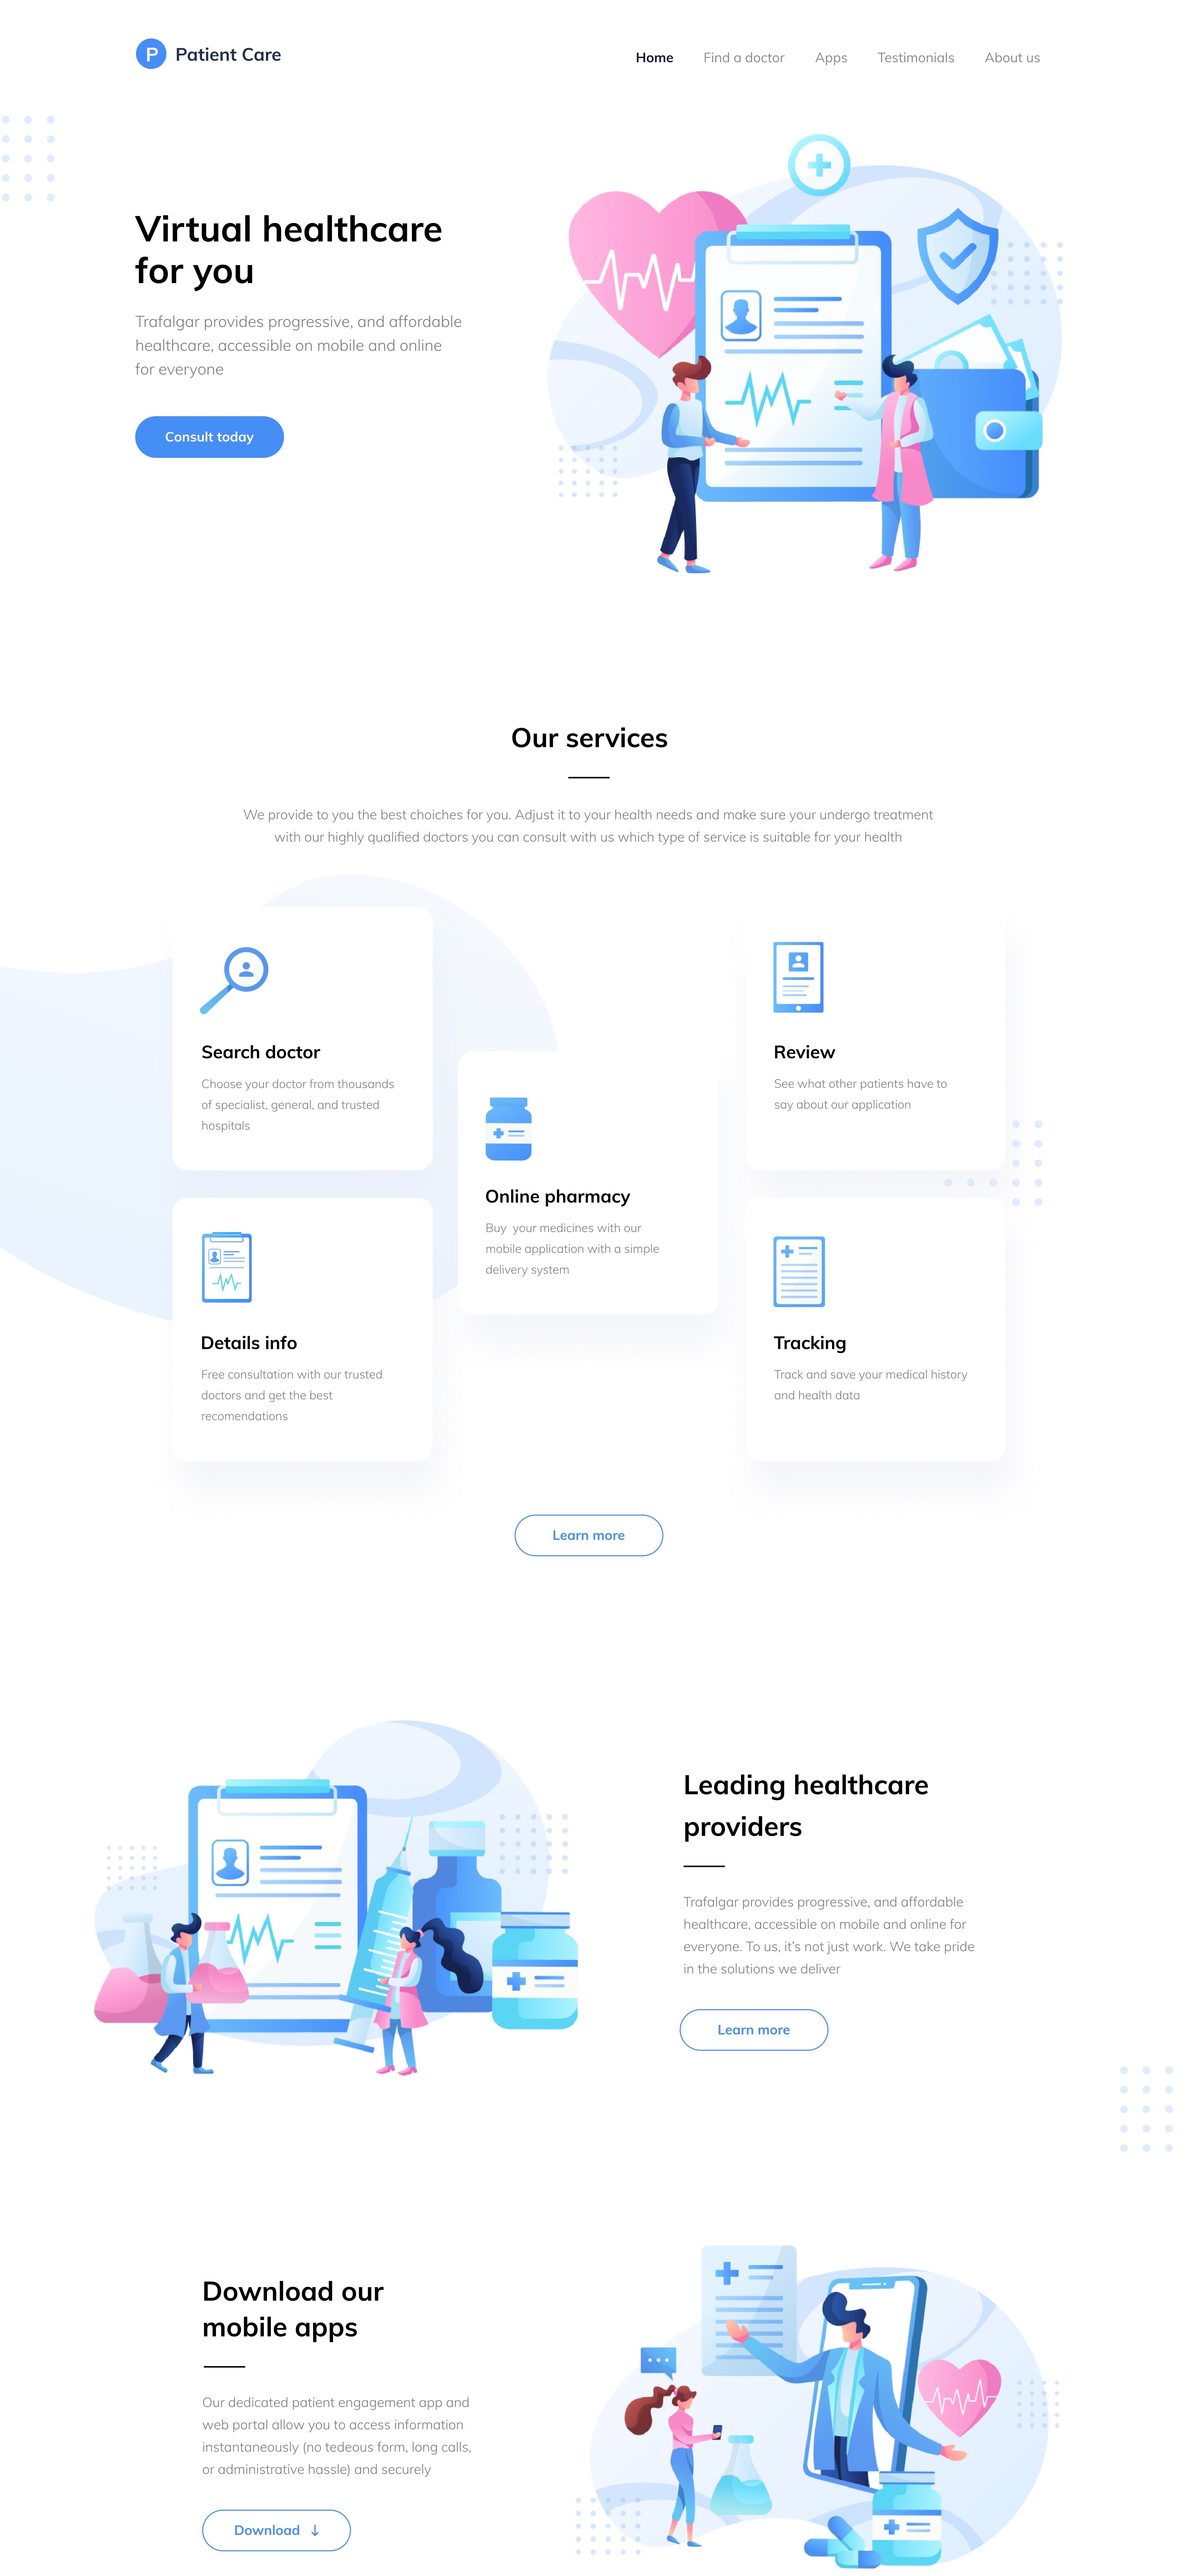 P Patient Care
Home Find a doctor Apps Testimonials About us
Virtual healthcare
for you
Trafalgar provides progressive, and affordable
healthcare, accessible on mobile and online
for everyone
Consult today
Our services
We provide to you the best choiches for you. Adjust it to your health needs and make sure your undergo treatment
with our highly qualified doctors you can consult with us which type of service is suitable for your health
Search doctor
Choose your doctor from thousands
of specialist, general, and trusted
hospitals
Online pharmacy
Buy  your medicines with our
mobile application with a simple
delivery system
Review
See what other patients have to
say about our application
Details info
Free consultation with our trusted
doctors and get the best
recomendations
Tracking
Track and save your medical history
and health data
Learn more
Leading healthcare
providers
Trafalgar provides progressive, and affordable
healthcare, accessible on mobile and online for
everyone. To us, it's not just work. We take pride
in the solutions we deliver
Learn more
Download our
mobile apps
Our dedicated patient engagement app and
web portal allow you to access information
instantaneously (no tedeous form, long calls,
or administrative hassle) and securely
Download ↓